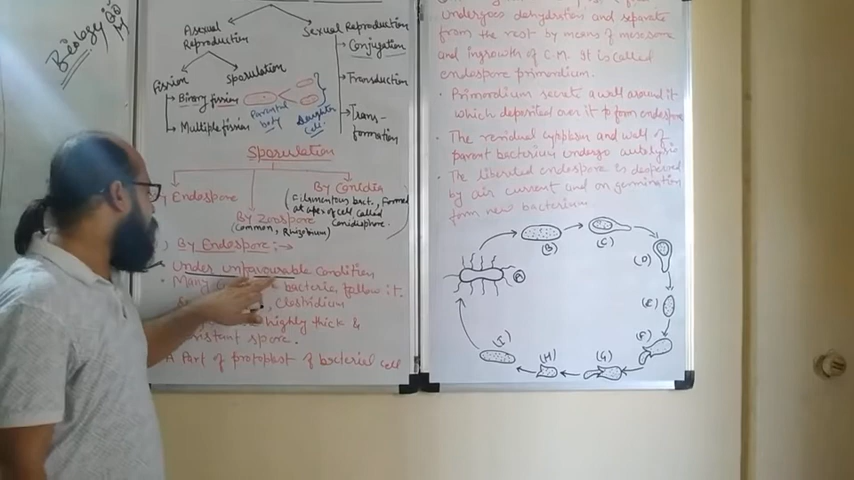 Biology
Asexual
Reproduction
Sexual Reproduction
Fission
Sporulation
Binary fission
Multiple fission
Parental
body
daughter
Cell
Conjugation
Transduction
Trans-
formation
Sporulation
Endospore
By Zoospore
(Common, Rhizobium)
By Conidia
(Filamentous bact., Formed
at apex of cell called
Conidiophore.
By Endospore :→
Under unfavourable Condition
Many bacteria follow it.
, Clostridium
highly thick &
spore.
A Part of protoplast of bacterial cell
undergoes dehydration and separate
from the rest by means of mesosome
and ingrowth of C.M. It is called
endospore primordium.
• Primordium secrete a wall around it
which deposited over it to form endospore
• The residual cytoplasm and wall of
parent bacterium undergo autolysis
• The liberated endospore is despersed
by air current and on germination
form new bacterium
(A)
(B)
(C)
(D)
(E)
(F)
(G)
(H)
(I)